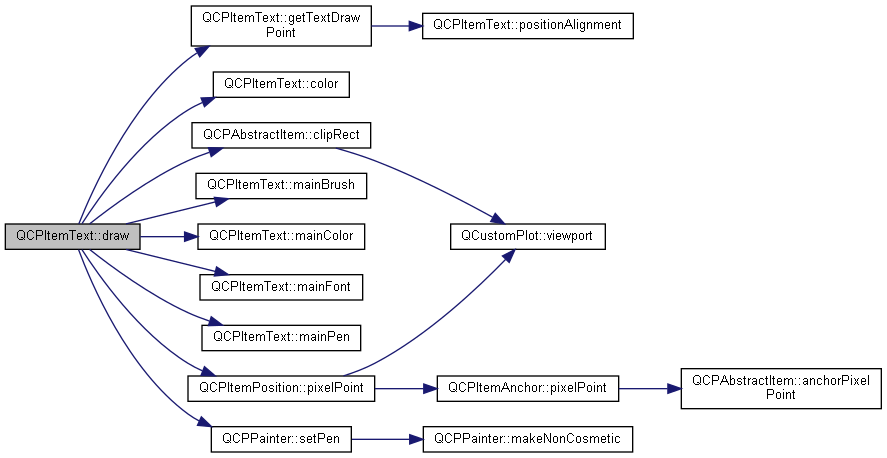 QCPItemText::getTextDraw
Point
QCPItemText::positionAlignment
QCPItemText::color
QCPAbstractItem::clipRect
QCPItemText::mainBrush
QCPItemText::draw
QCPItemText::mainColor
QCustomPlot::viewport
QCPItemText::mainFont
QCPItemText::mainPen
QCPItemPosition::pixelPoint
QCPItemAnchor::pixelPoint
QCPAbstractItem::anchorPixel
Point
QCPPainter::setPen
QCPPainter::makeNonCosmetic